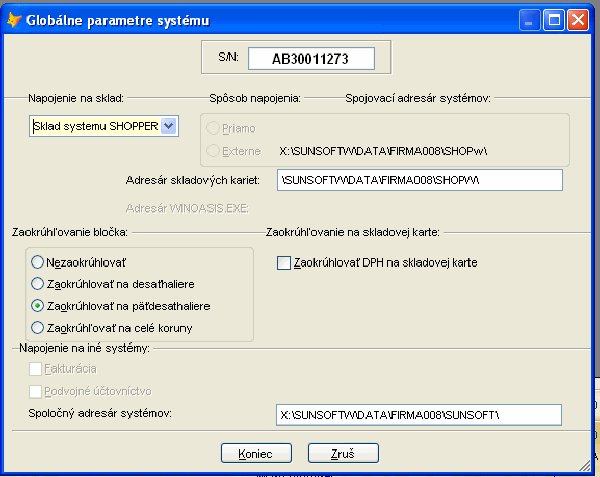 Globálne parametre systému
S/N: AB30011273
Napojenie na sklad: Spôsob napojenia: Spojovací adresár systémov:
Sklad systemu SHOPPER
Priamo
Externe X:\SUNSOFT\W\DATA\FIRMA008\SHOPw\
Adresár skladových kariet: \SUNSOFT\W\DATA\FIRMA008\SHOPW\
Adresár WINOASIS.EXE:
Zaokrúhľovanie bločka: Zaokrúhľovanie na skladovej karte:
Nezaokrúhlovať
Zaokrúhlovať na desaťhaliere
Zaokrúhlovať na päťdesathaliere
Zaokrúhľovať na celé koruny
Zaokrúhlovať DPH na skladovej karte
Napojenie na iné systémy:
Fakturácia
Podvojné účtovníctvo
Spoločný adresár systémov: X:\SUNSOFT\W\DATA\FIRMA008\SUNSOFT\
Koniec Zruš